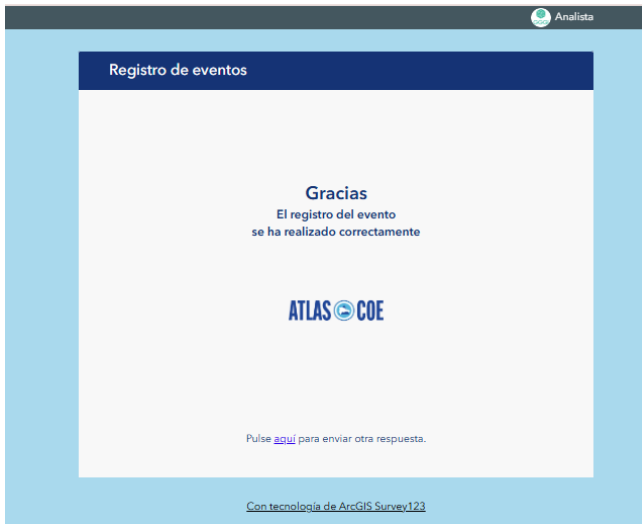 Analista
Registro de eventos
Gracias
El registro del evento
se ha realizado correctamente
ATLAS COE
Pulse aquí para enviar otra respuesta.
Con tecnología de ArcGIS Survey123